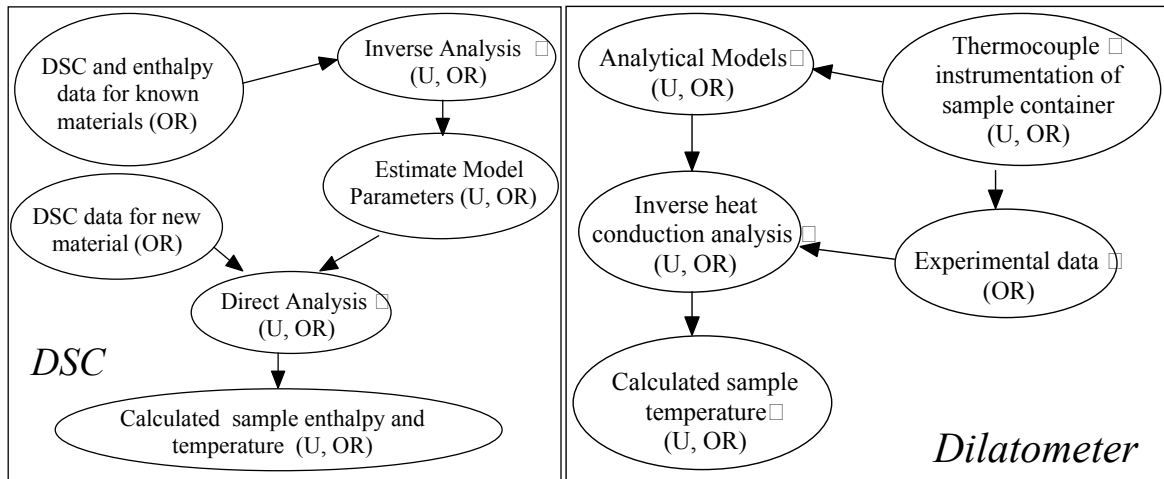 DSC and enthalpy
data for known
materials (OR)
Inverse Analysis
(U, OR)
Estimate Model
Parameters (U, OR)
DSC data for new
material (OR)
Direct Analysis
(U, OR)
DSC
Calculated sample enthalpy and
temperature (U, OR)
Analytical Models
(U, OR)
Thermocouple
instrumentation of
sample container
(U, OR)
Inverse heat
conduction analysis
(U, OR)
Experimental data
(OR)
Calculated sample
temperature
(U, OR)
Dilatometer